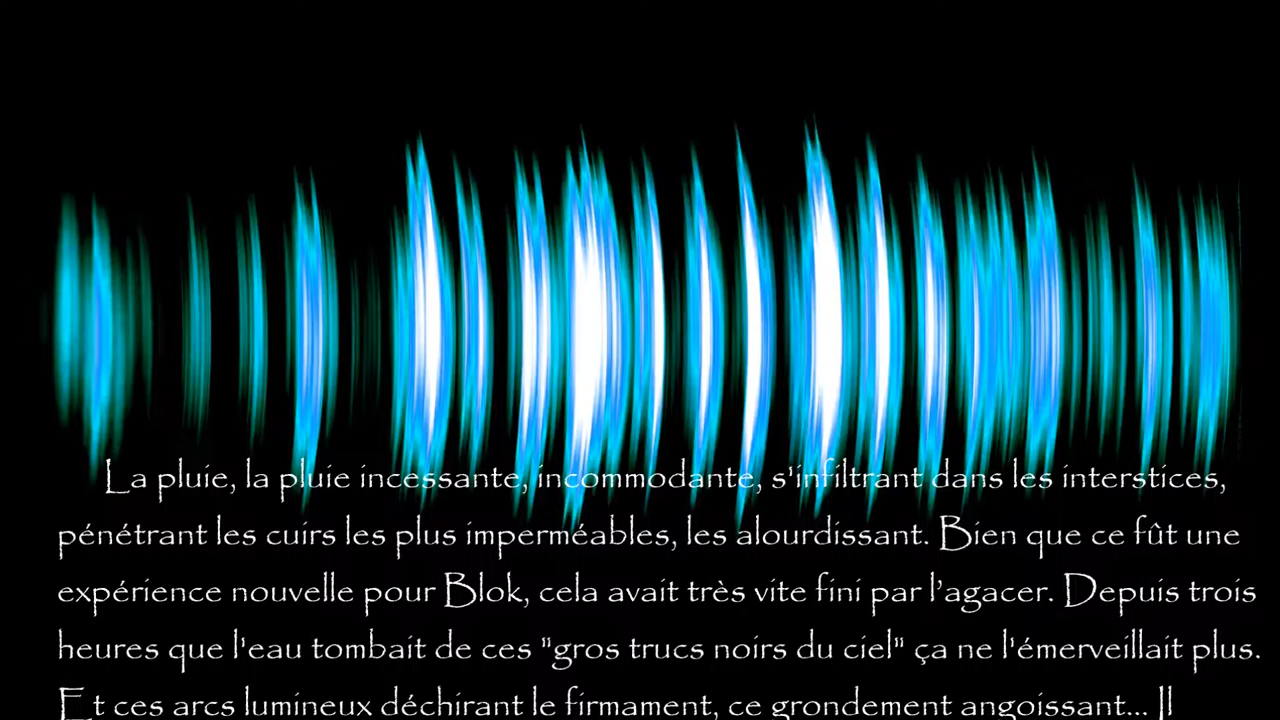 La pluie, la pluie incessante, incommodante, s'infiltrant dans les interstices,
pénétrant les cuirs les plus imperméables, les alourdissant. Bien que ce fût une
expérience nouvelle pour Blok, cela avait très vite fini par l'agacer. Depuis trois
heures que l'eau tombait de ces "gros trucs noirs du ciel" ça ne l'émerveillait plus.
Et ces arcs lumineux déchirant le firmament, ce grondement angoissant... Il